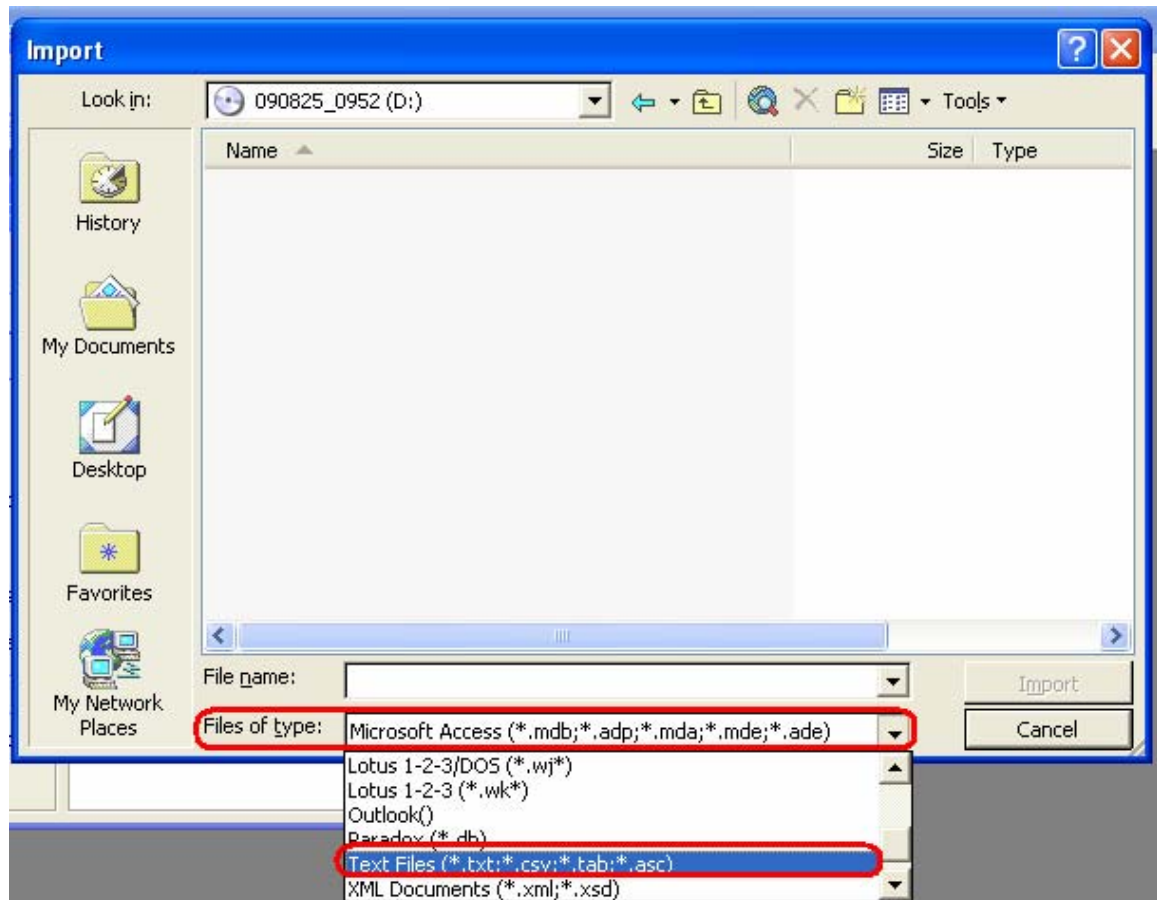 Import
Look in: 090825_0952 (D:) Tools
Name Size Type
History
My Documents
Desktop
Favorites
My Network
Places
File name: Import
Files of type: Microsoft Access (*.mdb;*.adp;*.mda;*.mde;*.ade) Cancel
Lotus 1-2-3/DOS (*.wj*)
Lotus 1-2-3 (*.wk*)
Outlook()
Paradox (*.db)
Text Files (*.txt;*.csv;*.tab;*.asc)
XML Documents (*.xml;*.xsd)